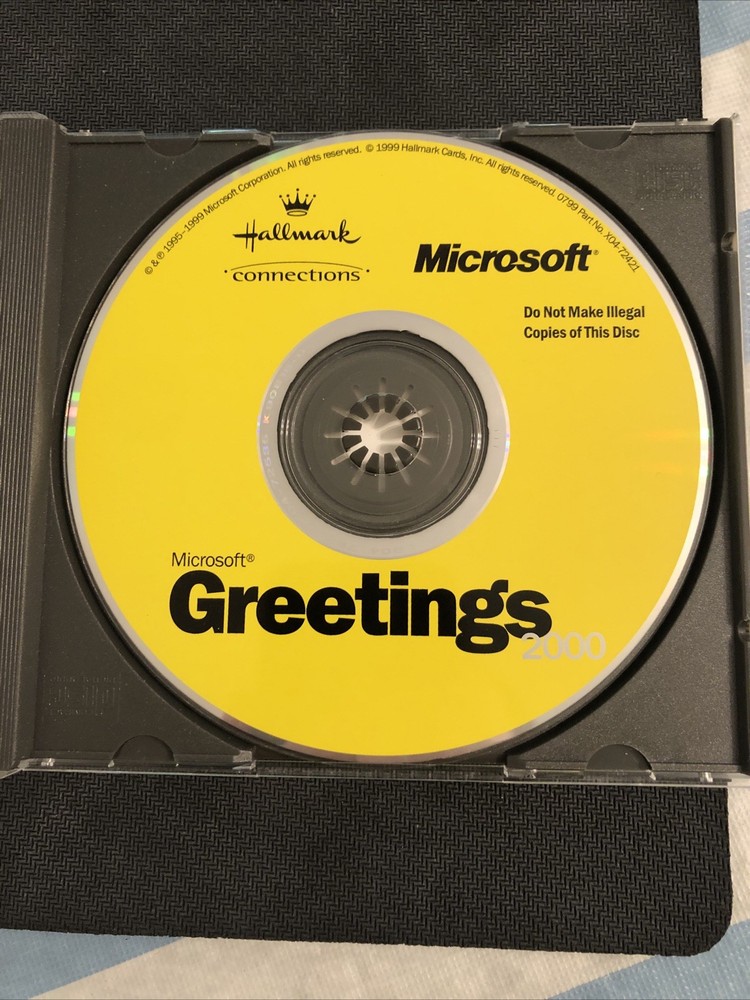 © & ℗ 1995–1999 Microsoft Corporation. All rights reserved. © 1999 Hallmark Cards, Inc. All rights reserved. 0799 Part No. X04-72421
Hallmark
connections
Microsoft®
Do Not Make Illegal
Copies of This Disc
Microsoft®
Greetings
2000